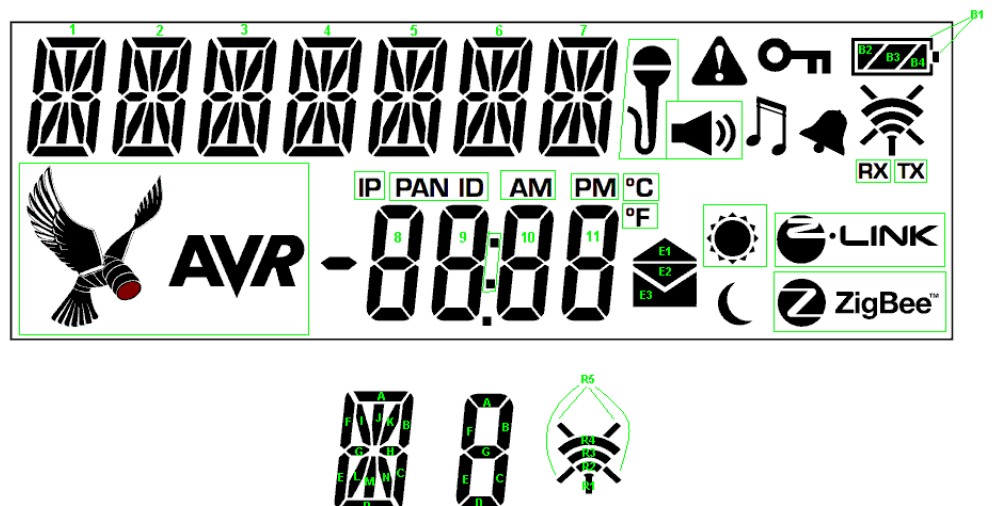 1 2 3 4 5 6 7
B1
B2 B3 B4
RX TX
IP PAN ID AM PM °C
°F
AVR
8 9 10 11
E1
E2
E3
LINK
Z ZigBee™
R5
A
F I J K B
G H
E L M N C
D
A
F B
G
E C
D
R4
R3
R2
R1